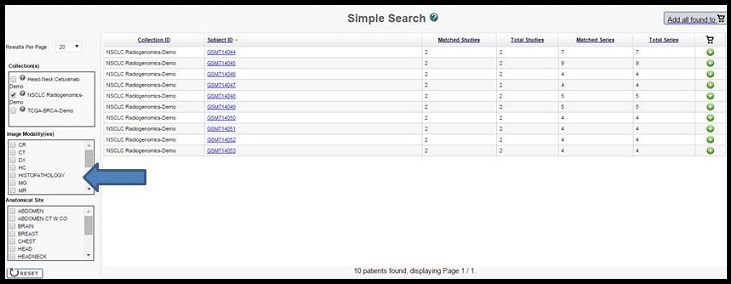 Simple Search
Add all found to
Results Per Page 20
Collection(s)
Head-Neck Cetuximab-
Demo
NSCLC Radiogenomics-
Demo
TCGA-BRCA-Demo
Image Modality(ies)
CR
CT
DX
HC
HISTOPATHOLOGY
MG
MR
Anatomical Site
ABDOMEN
ABDOMEN CT W CO
BRAIN
BREAST
CHEST
HEAD
HEADNECK
RESET
Collection ID Subject ID Matched Studies Total Studies Matched Series Total Series
NSCLC Radiogenomics-Demo GSM714044 2 2 7 7
NSCLC Radiogenomics-Demo GSM714045 2 2 9 9
NSCLC Radiogenomics-Demo GSM714046 2 2 4 4
NSCLC Radiogenomics-Demo GSM714047 2 2 4 4
NSCLC Radiogenomics-Demo GSM714048 2 2 5 5
NSCLC Radiogenomics-Demo GSM714049 2 2 5 5
NSCLC Radiogenomics-Demo GSM714050 2 2 4 4
NSCLC Radiogenomics-Demo GSM714051 2 2 4 4
NSCLC Radiogenomics-Demo GSM714052 2 2 4 4
NSCLC Radiogenomics-Demo GSM714053 2 2 4 4
10 patients found, displaying Page 1 / 1.